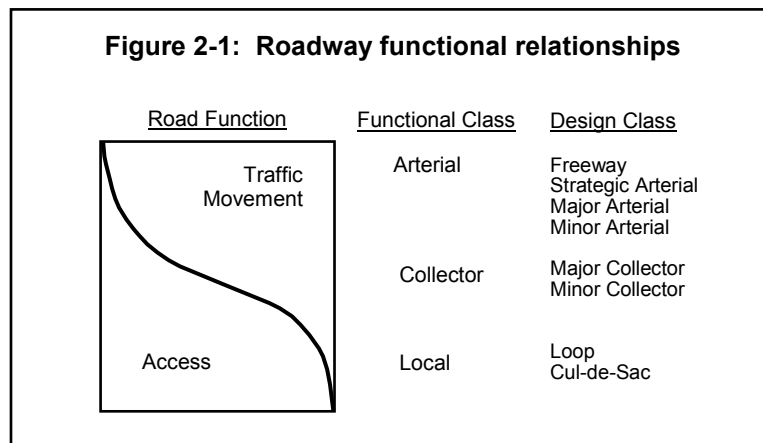 Figure 2-1: Roadway functional relationships
Road Function
Functional Class
Design Class
Traffic
Movement
Access
Arterial
Collector
Local
Freeway
Strategic Arterial
Major Arterial
Minor Arterial
Major Collector
Minor Collector
Loop
Cul-de-Sac